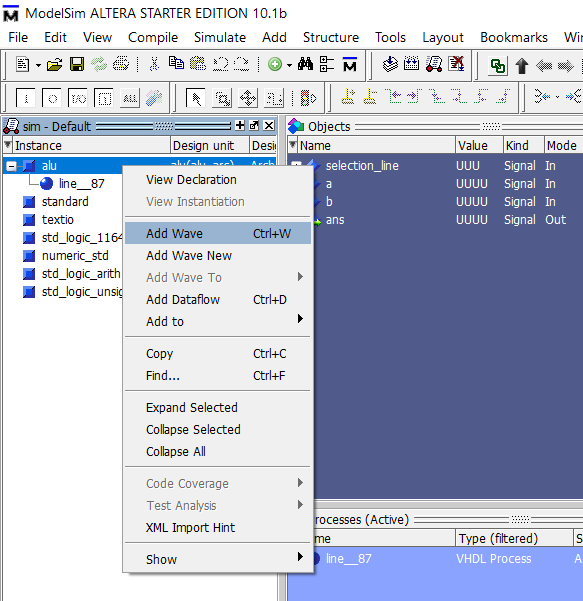 ModelSim ALTERA STARTER EDITION 10.1b
File Edit View Compile Simulate Add Structure Tools Layout Bookmarks Win
ALL
sim - Default
Instance Design unit Desi
alu alu(alu_arc) Arch
line__87
standard
textio
std_logic_1164
numeric_std
std_logic_arith
std_logic_unsig
View Declaration
View Instantiation
Add Wave Ctrl+W
Add Wave New
Add Wave To
Add Dataflow Ctrl+D
Add to
Copy Ctrl+C
Find... Ctrl+F
Expand Selected
Collapse Selected
Collapse All
Code Coverage
Test Analysis
XML Import Hint
Show
Objects
Name Value Kind Mode
selection_line UUU Signal In
a UUUU Signal In
b UUUU Signal In
ans UUUU Signal Out
rocesses (Active)
me Type (filtered) S
line__87 VHDL Process A